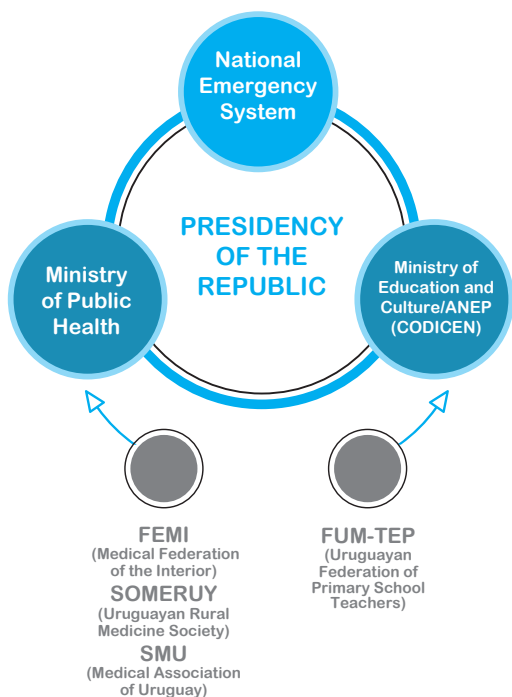 National
Emergency
System
PRESIDENCY
OF THE
REPUBLIC
Ministry
of Public
Health
Ministry of
Education and
Culture/ANEP
(CODICEN)
FEMI
(Medical Federation
of the Interior)
SOMERUY
(Uruguayan Rural
Medicine Society)
SMU
(Medical Association
of Uruguay)
FUM-TEP
(Uruguayan
Federation of
Primary School
Teachers)